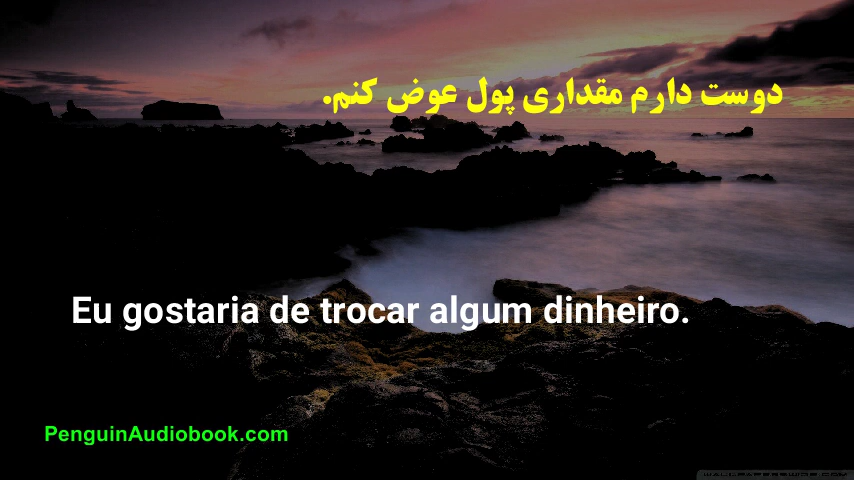 دوست دارم مقداری پول عوض کنم.
Eu gostaria de trocar algum dinheiro.
PenguinAudiobook.com